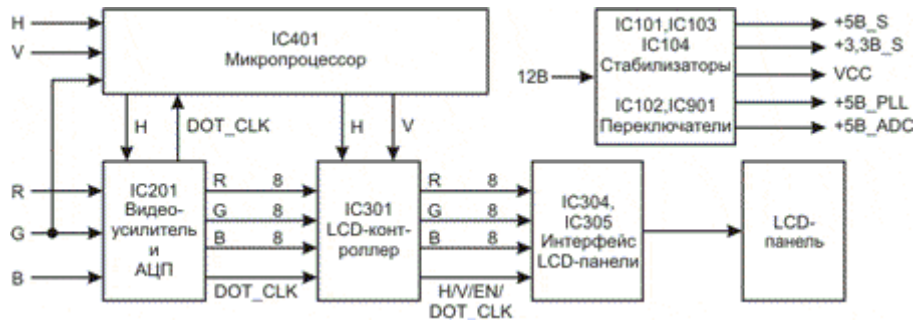 H
V
IC401
Микропроцессор
12В
IC101,IC103
IC104
Стабилизаторы
IC102,IC901
Переключатели
+5В_S
+3,3В_S
VCC
+5В_PLL
+5В_ADC
H
DOT_CLK
H
V
R
G
B
IC201
Видео-
усилитель
и
АЦП
R 8
G 8
B 8
DOT_CLK
IC301
LCD-конт-
роллер
R 8
G 8
B 8
H/V/EN/
DOT_CLK
IC304,
IC305
Интерфейс
LCD-панели
LCD-
панель